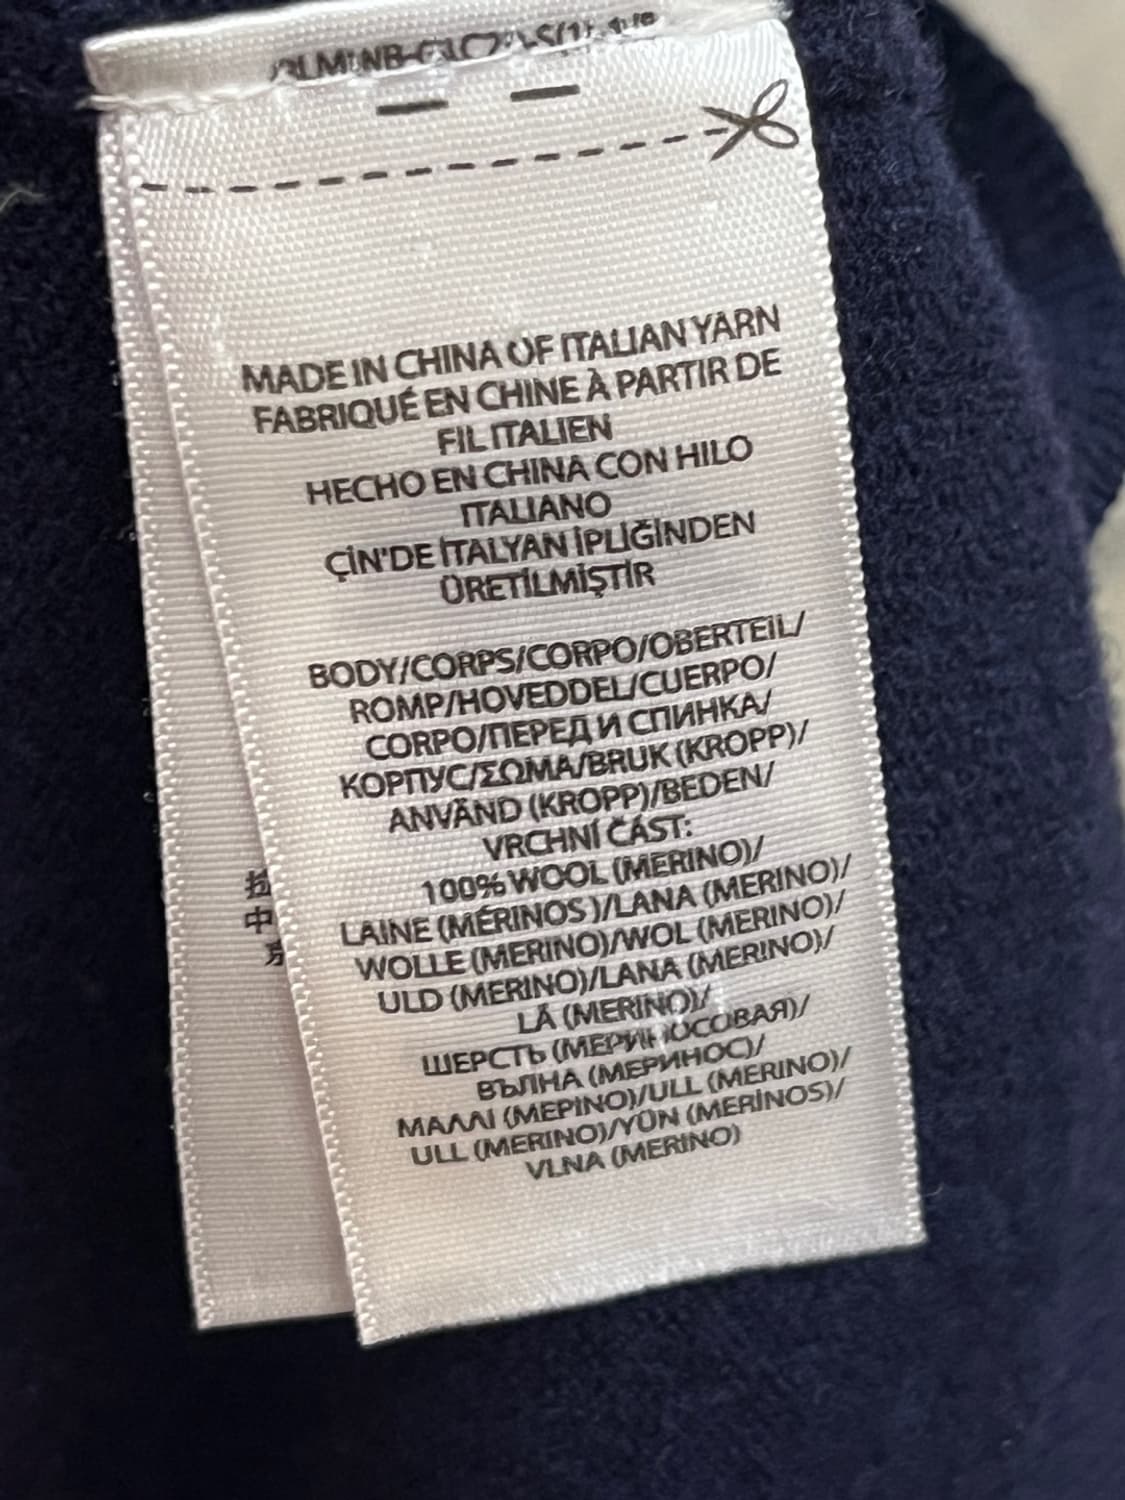 MADE IN CHINA OF ITALIAN YARN
FABRIQUÉ EN CHINE À PARTIR DE
FIL ITALIEN
HECHO EN CHINA CON HILO
ITALIANO
ÇİN'DE İTALYAN İPLİĞİNDEN
ÜRETİLMİŞTİR
BODY/CORPS/CORPO/OBERTEIL/
ROMP/HOVEDDEL/CUERPO/
CORPO/ПЕРЕД И СПИНКА/
КОРПУС/ΣΩΜΑ/BRUK (KROPP)/
ANVÄND (KROPP)/BEDEN/
VRCHNÍ ČÁST:
100% WOOL (MERINO)/
LAINE (MÉRINOS)/LANA (MERINO)/
WOLLE (MERINO)/WOL (MERINO)/
ULD (MERINO)/LANA (MERINO)/
LÃ (MERINO)/
ШЕРСТЬ (МЕРИНОСОВАЯ)/
ВЪЛНА (МЕРИНОС)/
ΜΑΛΛΙ (ΜΕΡΙΝΟ)/ULL (MERINO)/
ULL (MERINO)/YÜN (MERİNOS)/
VLNA (MERINO)
中